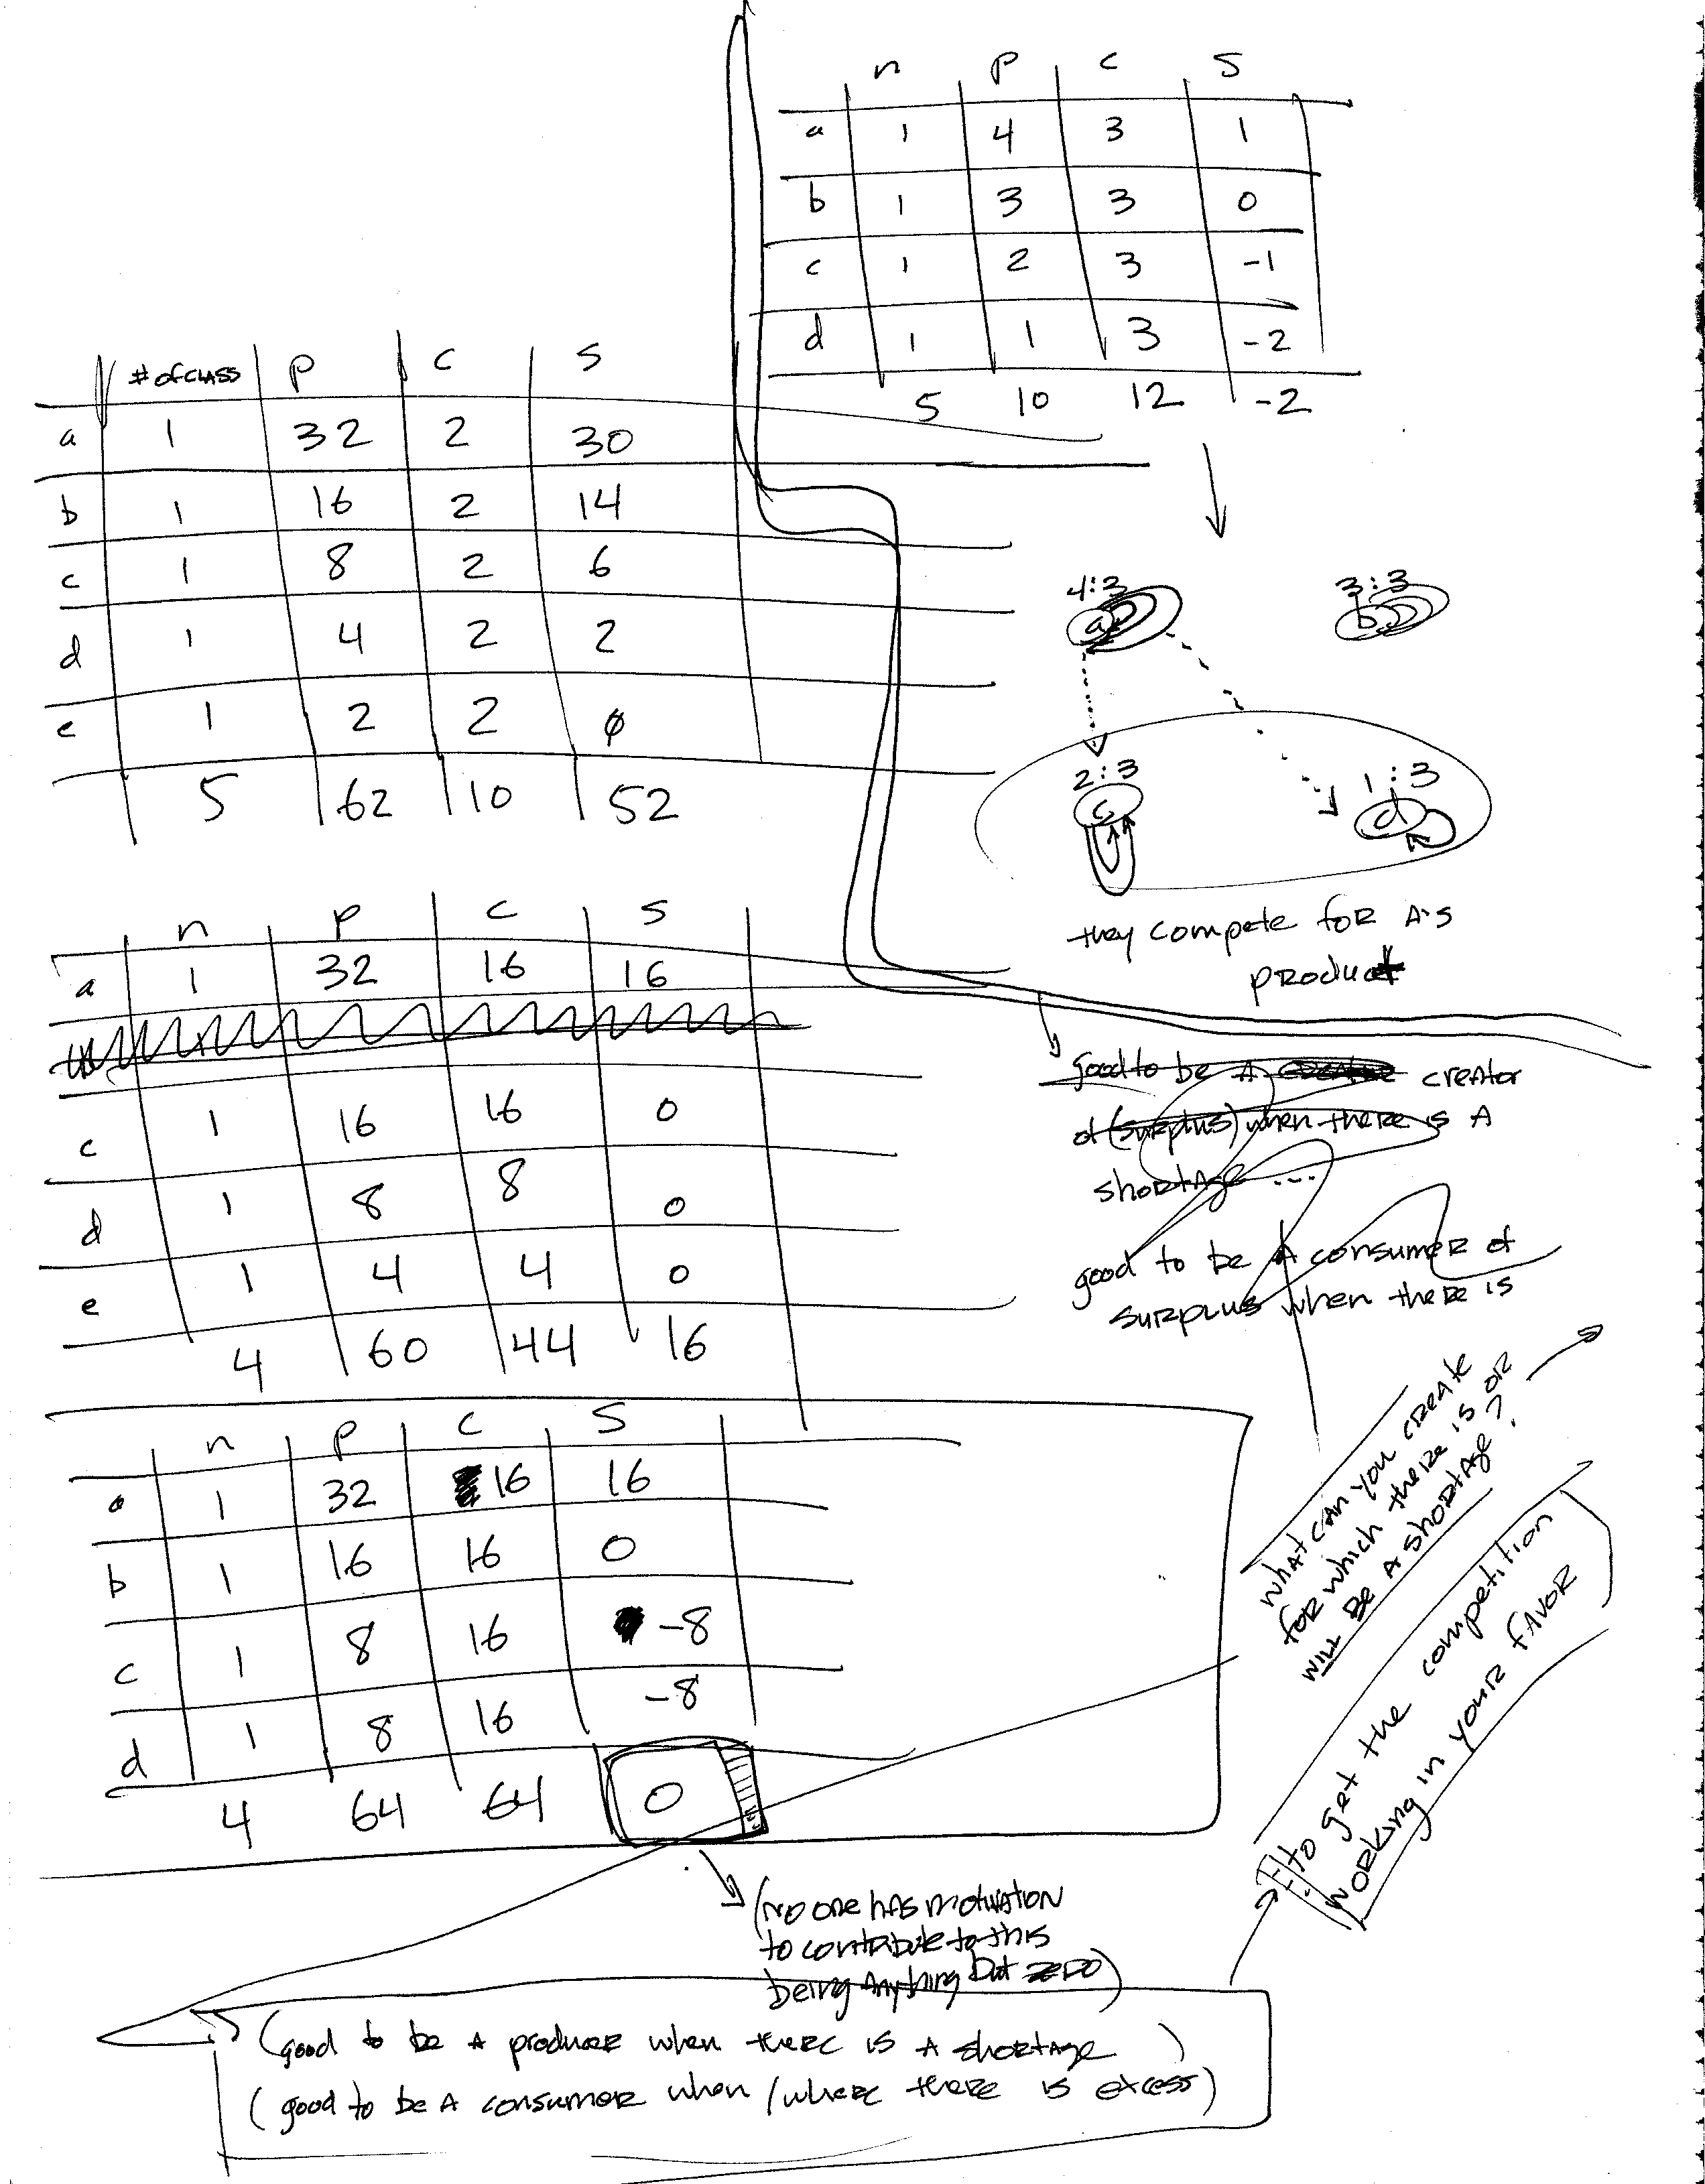 n P C S
a 1 4 3 1
b 1 3 3 0
c 1 2 3 -1
d 1 1 3 -2
5 10 12 -2
# of CLASS P C S
a 1 32 2 30
b 1 16 2 14
c 1 8 2 6
d 1 4 2 2
e 1 2 2 0
5 62 10 52
4:3 3:3
a b
2:3 1:3
c d
they compete for A's
product
n P C S
a 1 32 16 16
c 1 16 16 0
d 1 8 8 0
e 1 4 4 0
4 60 44 16
good to be A creator
of (surplus) when there is A
shortage ...
good to be A consumer of
surplus when there is
n P C S
a 1 32 16 16
b 1 16 16 0
c 1 8 16 -8
d 1 8 16 -8
4 64 64 0
what can you create
for which there is or
will be a shortage?
to get the competition
working in your favor
(no one has motivation
to contribute to this
being anything but zero)
(good to be a producer when there is a shortage)
(good to be a consumer when/where there is excess)